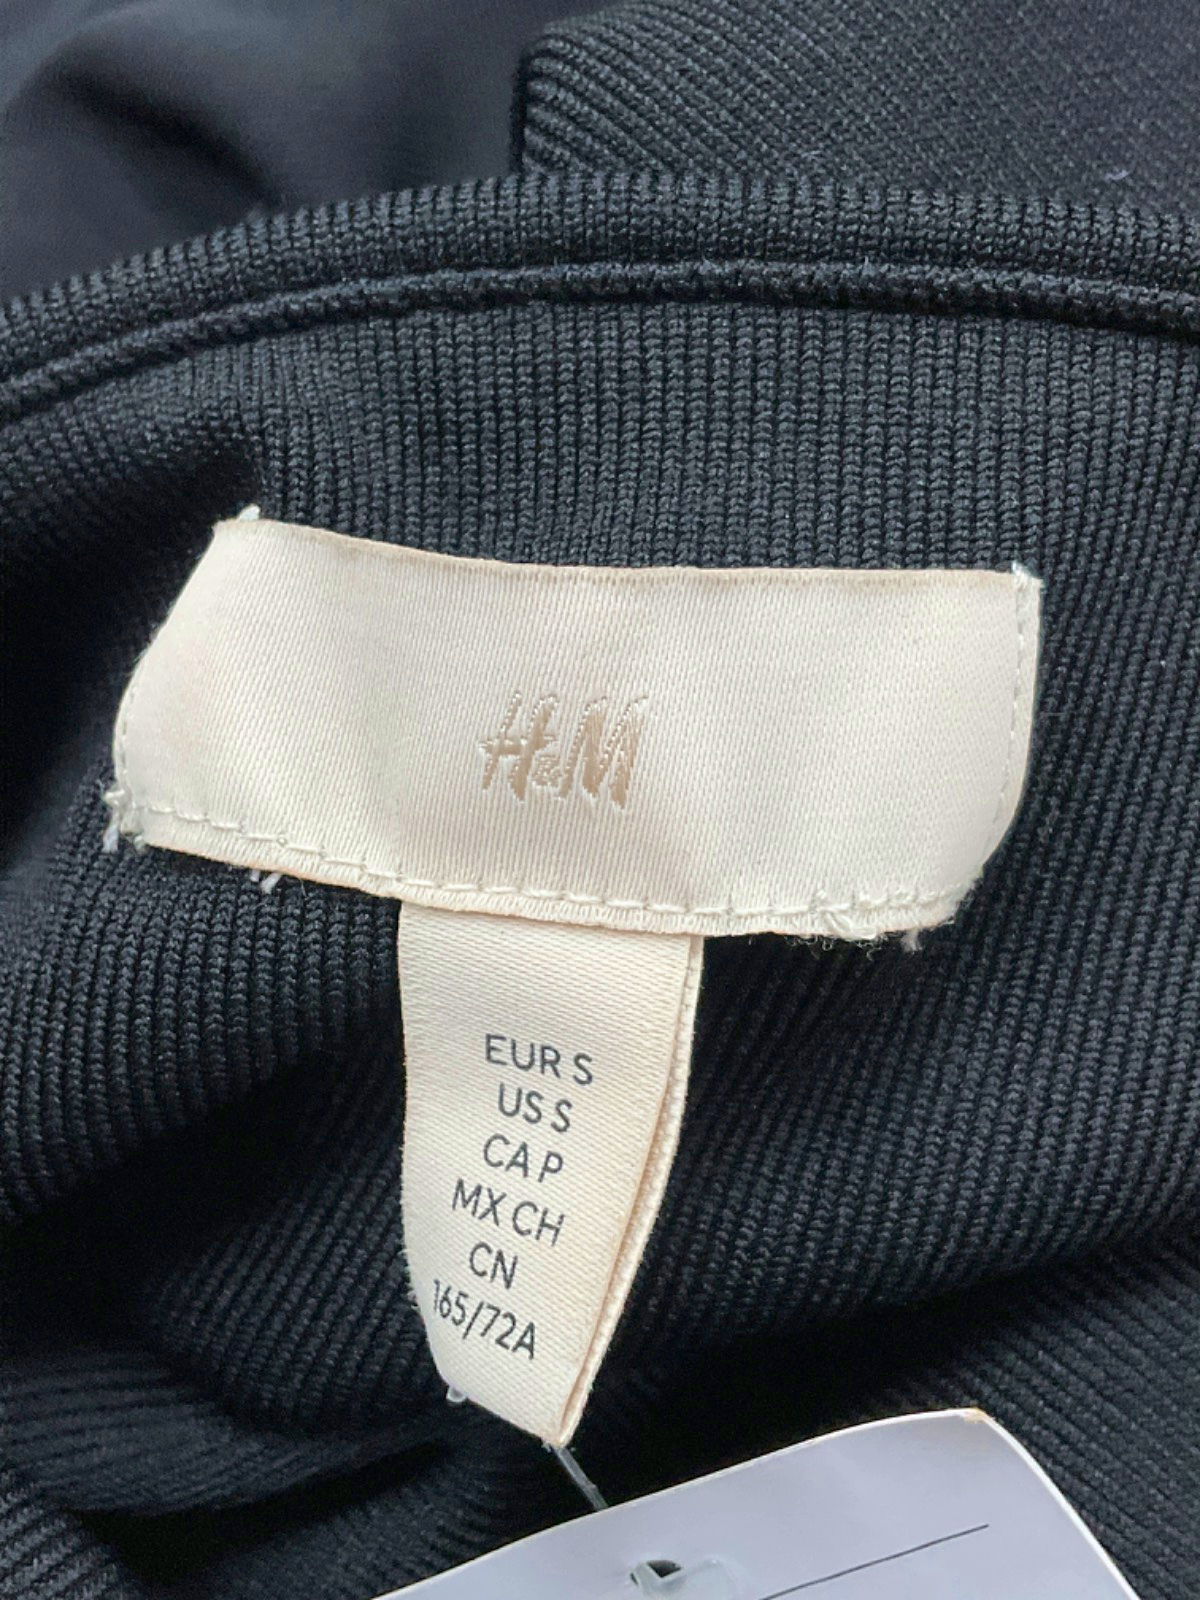 H&M
EUR S
US S
CA P
MX CH
CN
165/72A